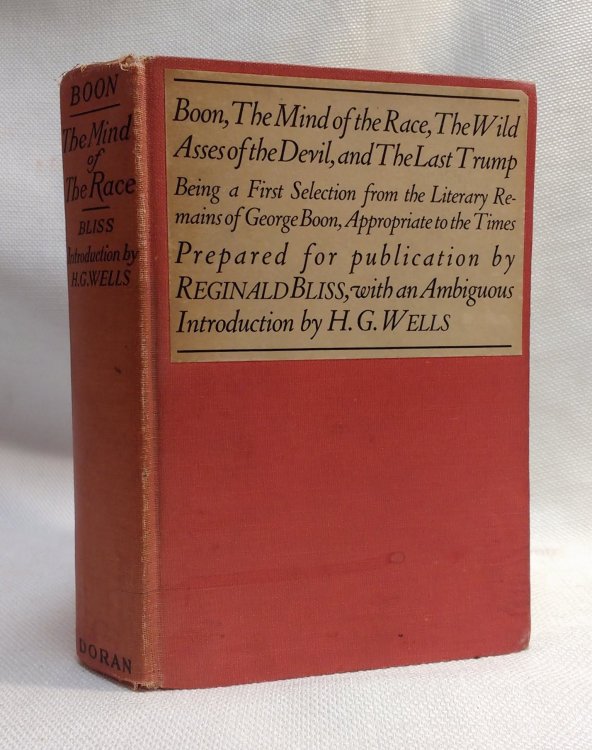 BOON
The Mind
of
The Race
BLISS
Introduction by
H.G.WELLS
DORAN
Boon, The Mind of the Race, The Wild
Asses of the Devil, and The Last Trump
Being a First Selection from the Literary Re-
mains of George Boon, Appropriate to the Times
Prepared for publication by
REGINALD BLISS, with an Ambiguous
Introduction by H. G. WELLS